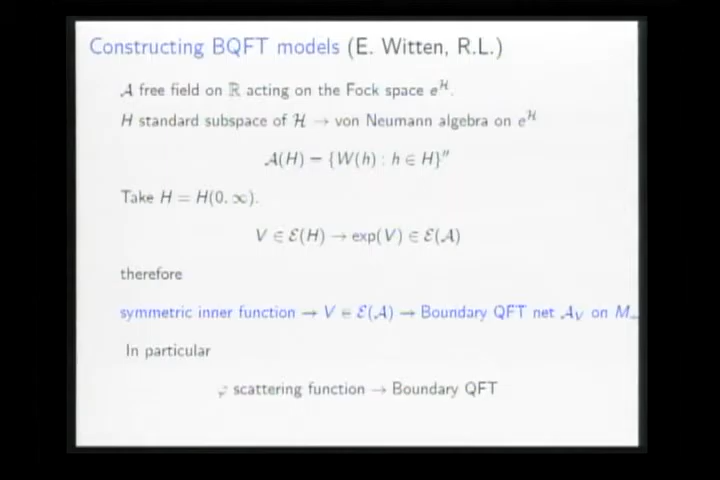 Constructing BQFT models (E. Witten, R.L.)
𝒜 free field on ℝ acting on the Fock space e^ℋ.
H standard subspace of ℋ → von Neumann algebra on e^ℋ
𝒜(H) = {W(h) : h ∈ H}″
Take H = H(0, ∞).
V ∈ ℰ(H) → exp(V) ∈ ℰ(𝒜)
therefore
symmetric inner function → V ∈ ℰ(𝒜) → Boundary QFT net 𝒜_V on M₊
In particular
φ scattering function → Boundary QFT